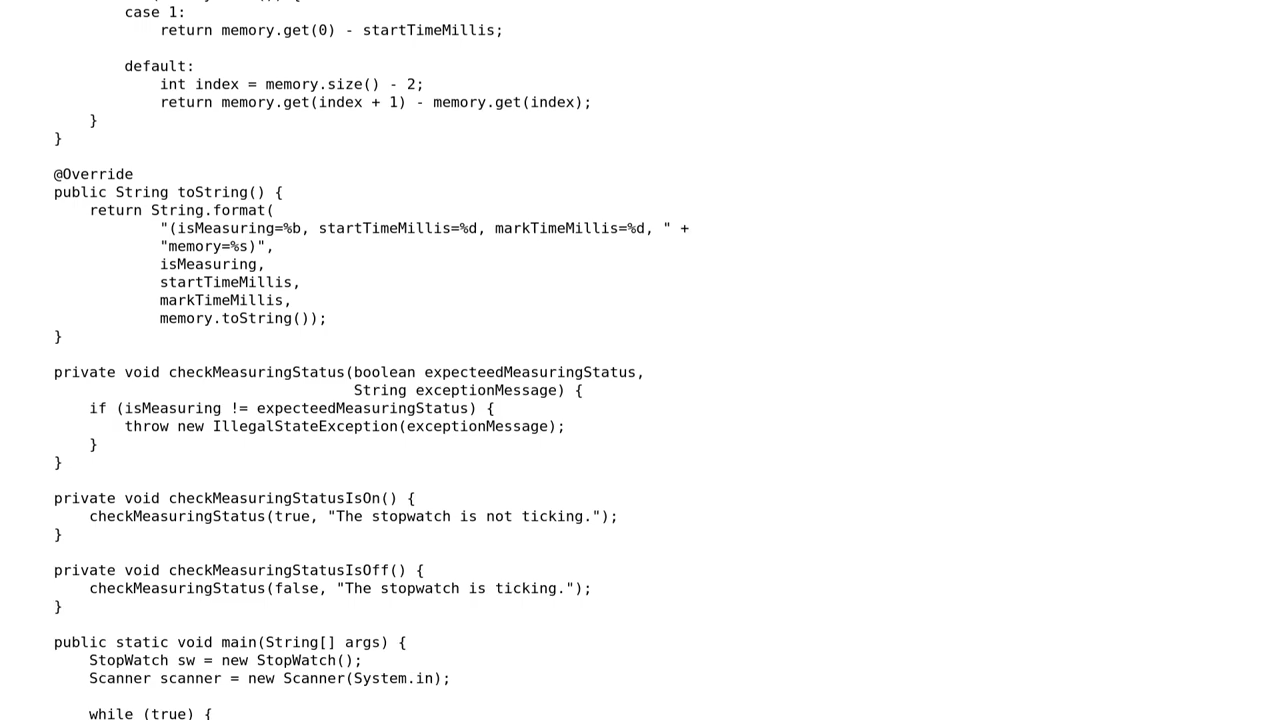 case 1:
return memory.get(0) - startTimeMillis;
default:
int index = memory.size() - 2;
return memory.get(index + 1) - memory.get(index);
}
}
@Override
public String toString() {
return String.format(
"(isMeasuring=%b, startTimeMillis=%d, markTimeMillis=%d, " +
"memory=%s)",
isMeasuring,
startTimeMillis,
markTimeMillis,
memory.toString());
}
private void checkMeasuringStatus(boolean expecteedMeasuringStatus,
String exceptionMessage) {
if (isMeasuring != expecteedMeasuringStatus) {
throw new IllegalStateException(exceptionMessage);
}
}
private void checkMeasuringStatusIsOn() {
checkMeasuringStatus(true, "The stopwatch is not ticking.");
}
private void checkMeasuringStatusIsOff() {
checkMeasuringStatus(false, "The stopwatch is ticking.");
}
public static void main(String[] args) {
StopWatch sw = new StopWatch();
Scanner scanner = new Scanner(System.in);
while (true) {